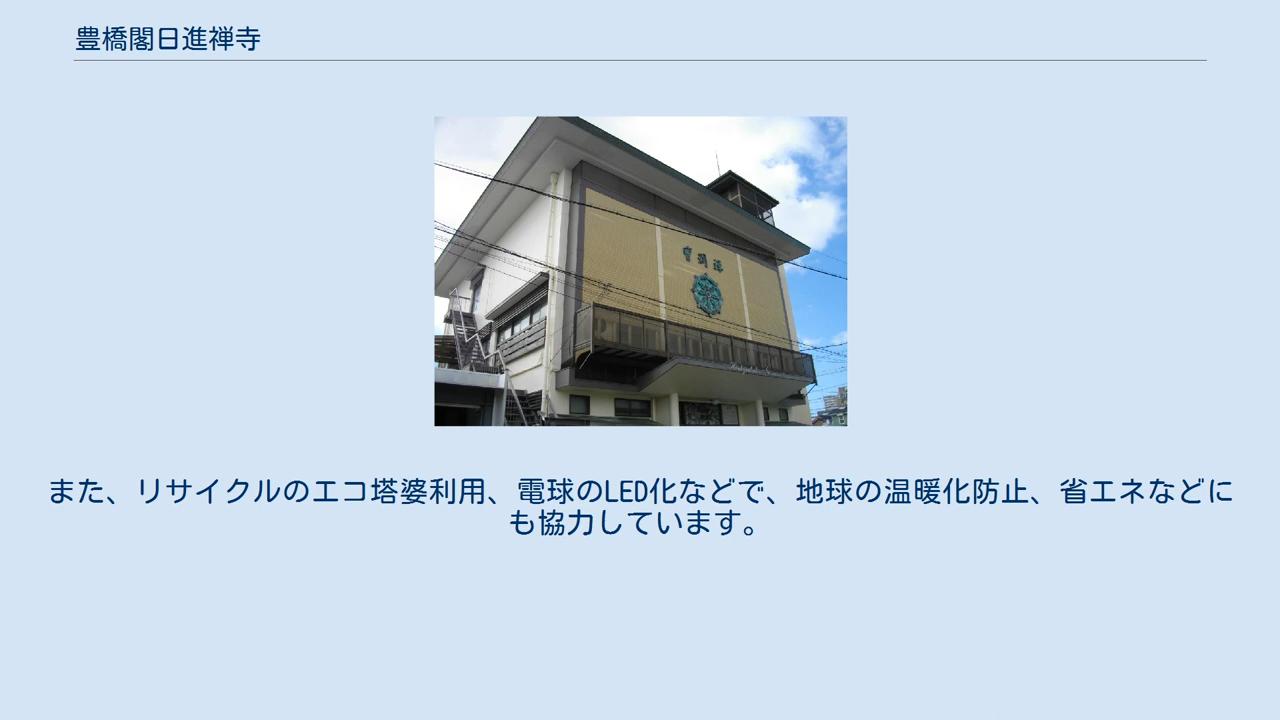 豊橋閣日進禅寺
また、リサイクルのエコ塔婆利用、電球のLED化などで、地球の温暖化防止、省エネなどに
も協力しています。